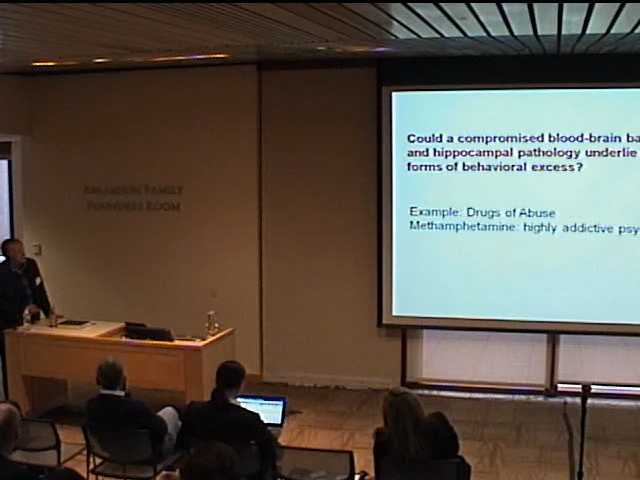 Could a compromised blood-brain ba
and hippocampal pathology underlie
forms of behavioral excess?
Example: Drugs of Abuse
Methamphetamine: highly addictive psy
Abramson Family
Founders Room